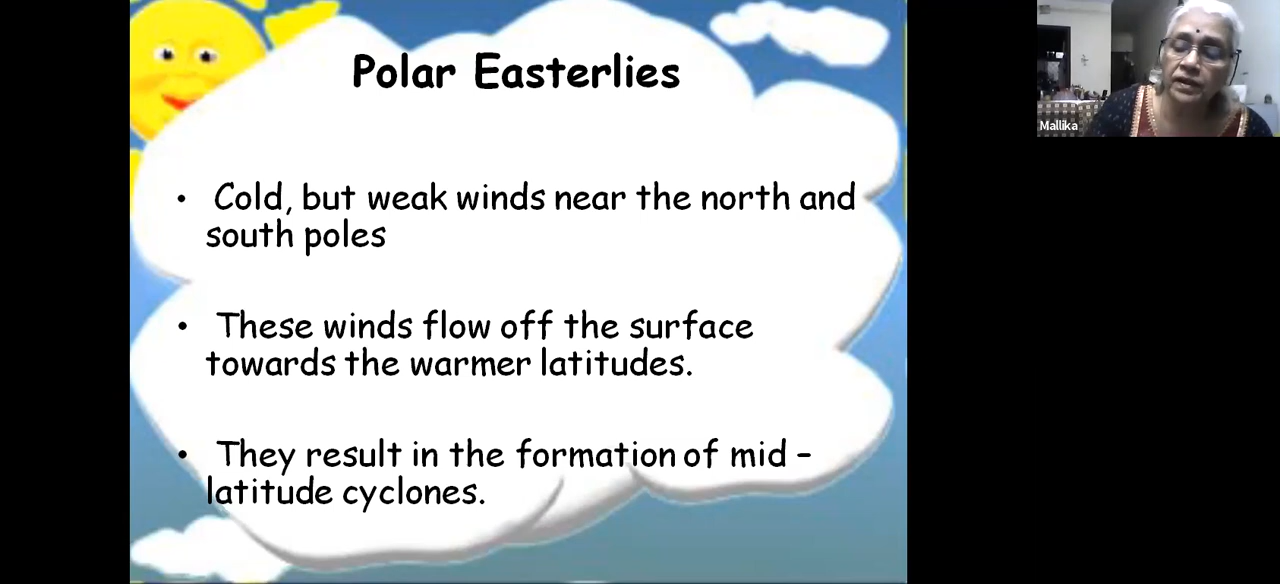 Polar Easterlies
• Cold, but weak winds near the north and
south poles
• These winds flow off the surface
towards the warmer latitudes.
• They result in the formation of mid –
latitude cyclones.
Mallika